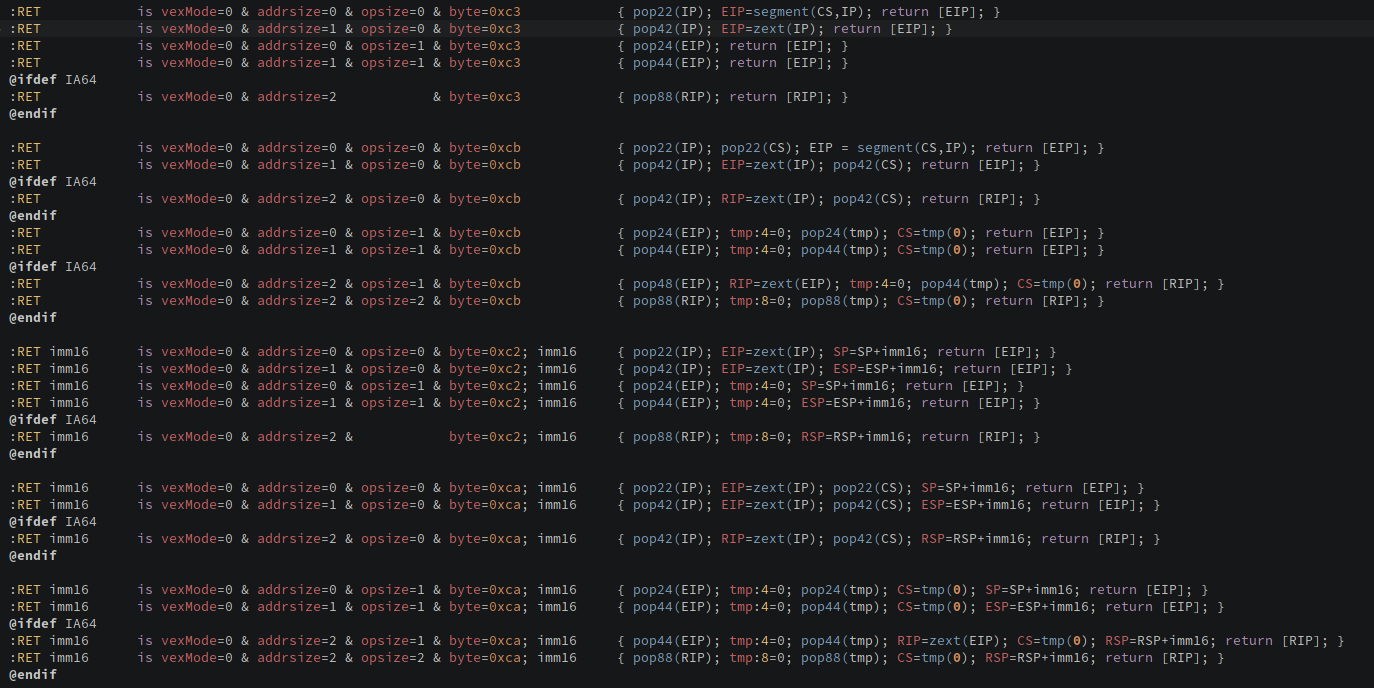 :RET is vexMode=0 & addrsize=0 & opsize=0 & byte=0xc3 { pop22(IP); EIP=segment(CS,IP); return [EIP]; }
:RET is vexMode=0 & addrsize=1 & opsize=0 & byte=0xc3 { pop42(IP); EIP=zext(IP); return [EIP]; }
:RET is vexMode=0 & addrsize=0 & opsize=1 & byte=0xc3 { pop24(EIP); return [EIP]; }
:RET is vexMode=0 & addrsize=1 & opsize=1 & byte=0xc3 { pop44(EIP); return [EIP]; }
@ifdef IA64
:RET is vexMode=0 & addrsize=2 & byte=0xc3 { pop88(RIP); return [RIP]; }
@endif
:RET is vexMode=0 & addrsize=0 & opsize=0 & byte=0xcb { pop22(IP); pop22(CS); EIP = segment(CS,IP); return [EIP]; }
:RET is vexMode=0 & addrsize=1 & opsize=0 & byte=0xcb { pop42(IP); EIP=zext(IP); pop42(CS); return [EIP]; }
@ifdef IA64
:RET is vexMode=0 & addrsize=2 & opsize=0 & byte=0xcb { pop42(IP); RIP=zext(IP); pop42(CS); return [RIP]; }
@endif
:RET is vexMode=0 & addrsize=0 & opsize=1 & byte=0xcb { pop24(EIP); tmp:4=0; pop24(tmp); CS=tmp(0); return [EIP]; }
:RET is vexMode=0 & addrsize=1 & opsize=1 & byte=0xcb { pop44(EIP); tmp:4=0; pop44(tmp); CS=tmp(0); return [EIP]; }
@ifdef IA64
:RET is vexMode=0 & addrsize=2 & opsize=1 & byte=0xcb { pop48(EIP); RIP=zext(EIP); tmp:4=0; pop44(tmp); CS=tmp(0); return [RIP]; }
:RET is vexMode=0 & addrsize=2 & opsize=2 & byte=0xcb { pop88(RIP); tmp:8=0; pop88(tmp); CS=tmp(0); return [RIP]; }
@endif
:RET imm16 is vexMode=0 & addrsize=0 & opsize=0 & byte=0xc2; imm16 { pop22(IP); EIP=zext(IP); SP=SP+imm16; return [EIP]; }
:RET imm16 is vexMode=0 & addrsize=1 & opsize=0 & byte=0xc2; imm16 { pop42(IP); EIP=zext(IP); ESP=ESP+imm16; return [EIP]; }
:RET imm16 is vexMode=0 & addrsize=0 & opsize=1 & byte=0xc2; imm16 { pop24(EIP); tmp:4=0; SP=SP+imm16; return [EIP]; }
:RET imm16 is vexMode=0 & addrsize=1 & opsize=1 & byte=0xc2; imm16 { pop44(EIP); tmp:4=0; ESP=ESP+imm16; return [EIP]; }
@ifdef IA64
:RET imm16 is vexMode=0 & addrsize=2 & byte=0xc2; imm16 { pop88(RIP); tmp:8=0; RSP=RSP+imm16; return [RIP]; }
@endif
:RET imm16 is vexMode=0 & addrsize=0 & opsize=0 & byte=0xca; imm16 { pop22(IP); EIP=zext(IP); pop22(CS); SP=SP+imm16; return [EIP]; }
:RET imm16 is vexMode=0 & addrsize=1 & opsize=0 & byte=0xca; imm16 { pop42(IP); EIP=zext(IP); pop42(CS); ESP=ESP+imm16; return [EIP]; }
@ifdef IA64
:RET imm16 is vexMode=0 & addrsize=2 & opsize=0 & byte=0xca; imm16 { pop42(IP); RIP=zext(IP); pop42(CS); RSP=RSP+imm16; return [RIP]; }
@endif
:RET imm16 is vexMode=0 & addrsize=0 & opsize=1 & byte=0xca; imm16 { pop24(EIP); tmp:4=0; pop24(tmp); CS=tmp(0); SP=SP+imm16; return [EIP]; }
:RET imm16 is vexMode=0 & addrsize=1 & opsize=1 & byte=0xca; imm16 { pop44(EIP); tmp:4=0; pop44(tmp); CS=tmp(0); ESP=ESP+imm16; return [EIP]; }
@ifdef IA64
:RET imm16 is vexMode=0 & addrsize=2 & opsize=1 & byte=0xca; imm16 { pop44(EIP); tmp:4=0; pop44(tmp); RIP=zext(EIP); CS=tmp(0); RSP=RSP+imm16; return [RIP]; }
:RET imm16 is vexMode=0 & addrsize=2 & opsize=2 & byte=0xca; imm16 { pop88(RIP); tmp:8=0; pop88(tmp); CS=tmp(0); RSP=RSP+imm16; return [RIP]; }
@endif